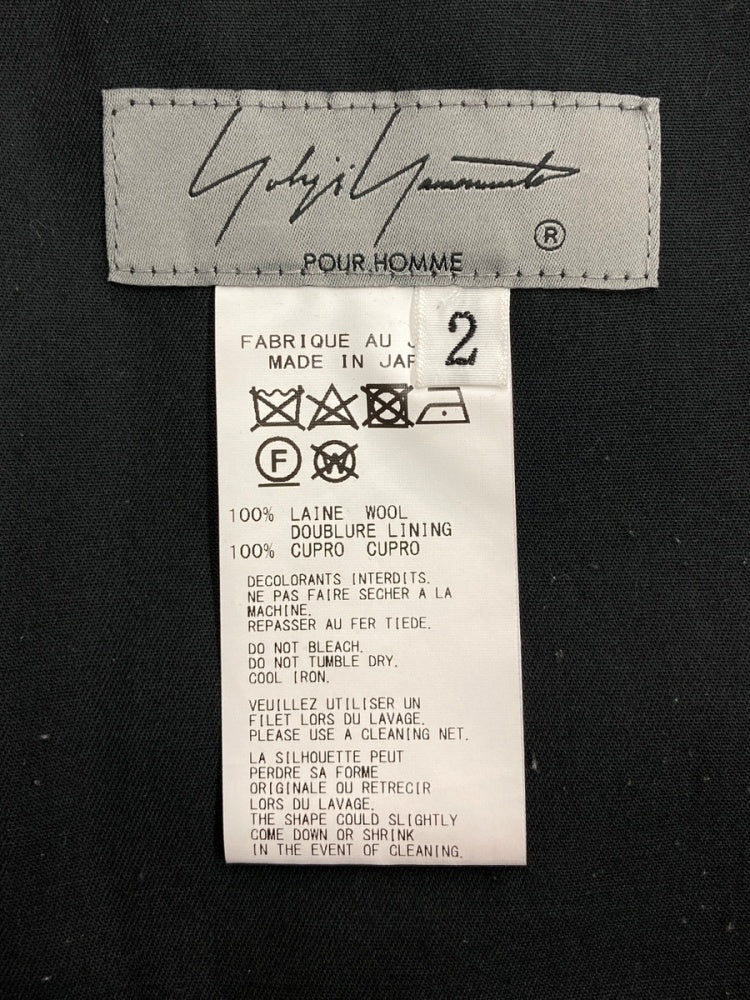 Yohji Yamamoto
®
POUR HOMME
2
FABRIQUE AU J
MADE IN JAP
F
W
100% LAINE WOOL
DOUBLURE LINING
100% CUPRO CUPRO
DECOLORANTS INTERDITS.
NE PAS FAIRE SECHER A LA
MACHINE.
REPASSER AU FER TIEDE.
DO NOT BLEACH.
DO NOT TUMBLE DRY.
COOL IRON.
VEUILLEZ UTILISER UN
FILET LORS DU LAVAGE.
PLEASE USE A CLEANING NET.
LA SILHOUETTE PEUT
PERDRE SA FORME
ORIGINALE OU RETRECIR
LORS DU LAVAGE.
THE SHAPE COULD SLIGHTLY
COME DOWN OR SHRINK
IN THE EVENT OF CLEANING.